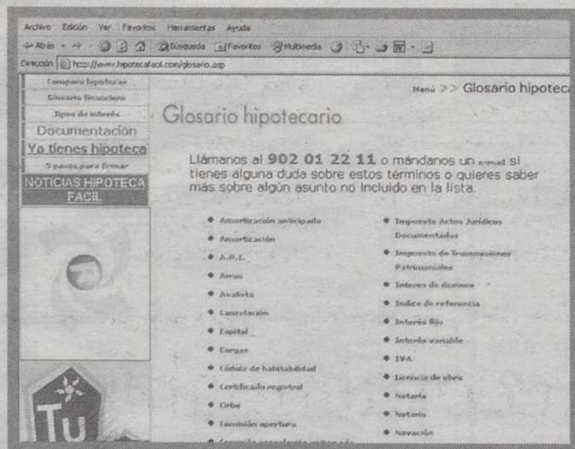 Archivo Edición Ver Favoritos Herramientas Ayuda
Atrás Búsqueda Favoritos Multimedia
Dirección http://www.hipotecafacil.com/glosario.asp
Compara hipotecas
Glosario financiero
Tipos de interés
Documentación
Ya tienes hipoteca
5 pasos para firmar
NOTICIAS HIPOTECA
FACIL
Tu
Menú >> Glosario hipotec
Glosario hipotecario
Llámanos al 902 01 22 11 o mándanos un e-mail si
tienes alguna duda sobre estos términos o quieres saber
más sobre algún asunto no incluido en la lista.
Amortización anticipada
Amortización
A.P.I.
Arras
Avalista
Cancelación
Capital
Cargas
Cédula de habitabilidad
Certificado registral
Cirbe
Comisión apertura
Impuesto Actos Jurídicos
Documentados
Impuesto de Transmisiones
Patrimoniales
Interes de demora
Indice de referencia
Interés fijo
Interés variable
IVA
Licencia de obra
Notaría
Notario
Novación